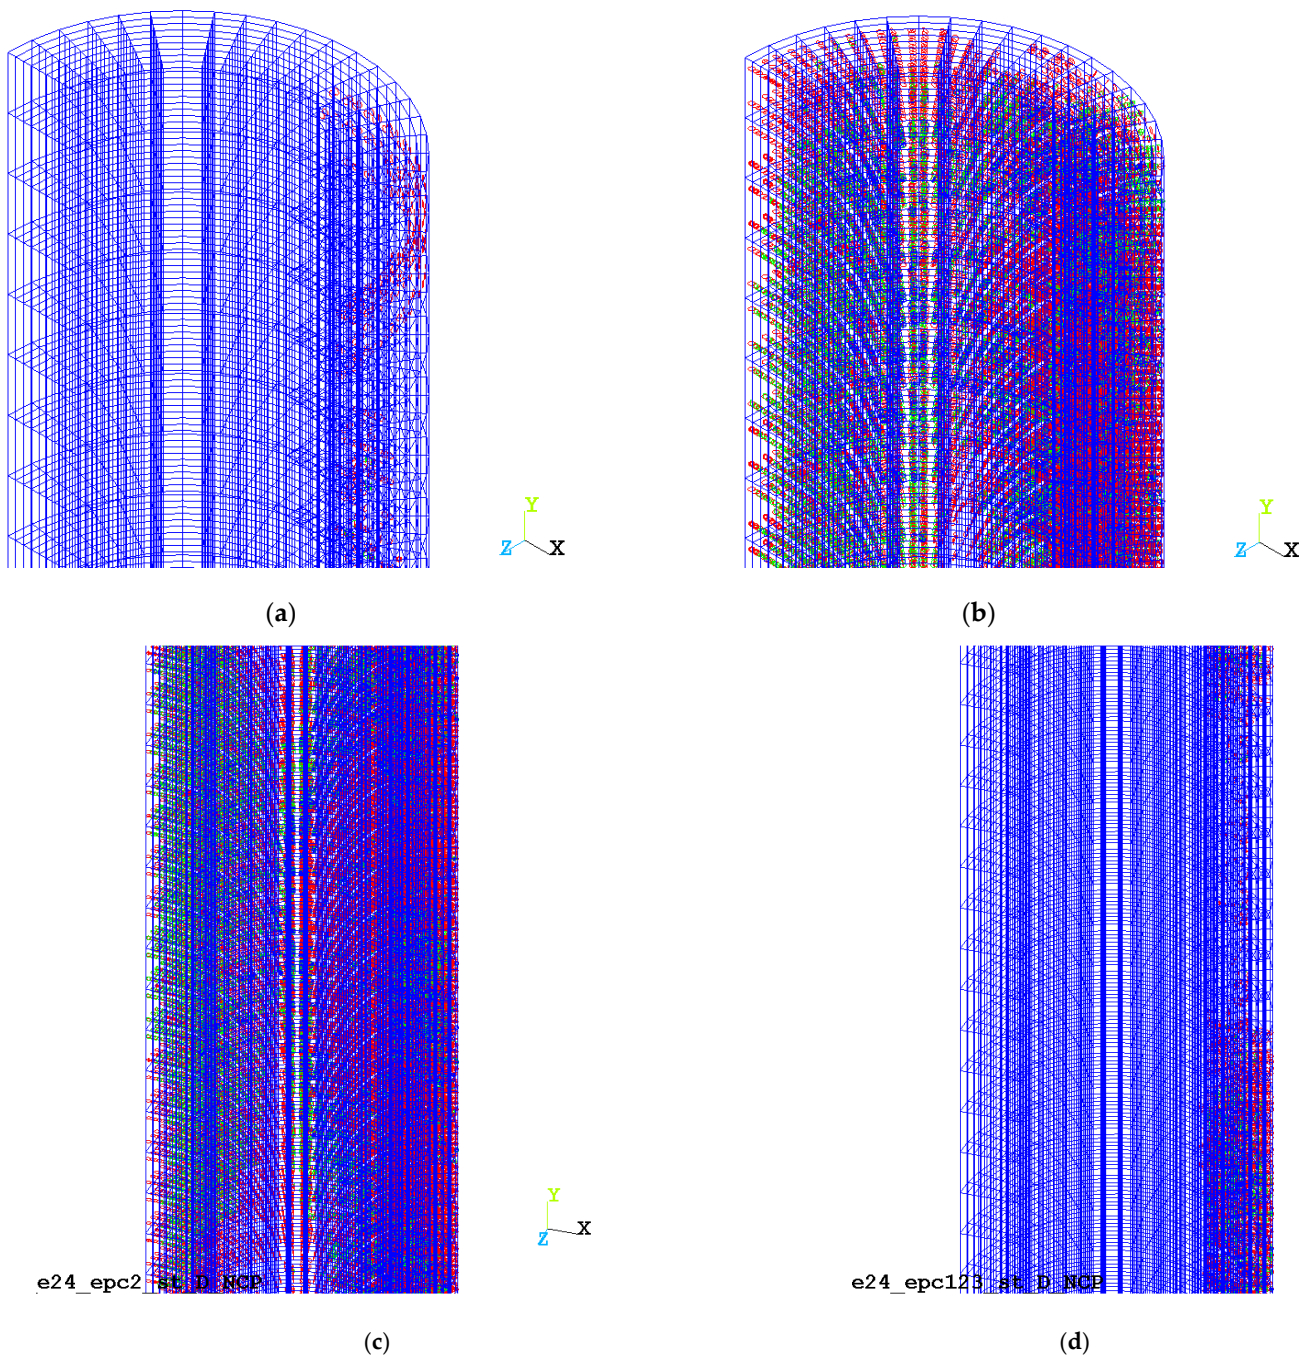 Y
Z X
Y
Z X
(a)
(b)
Y
X
Z
e24_epc2_st_D_NCP
e24_epc123_st_D_NCP
(c)
(d)